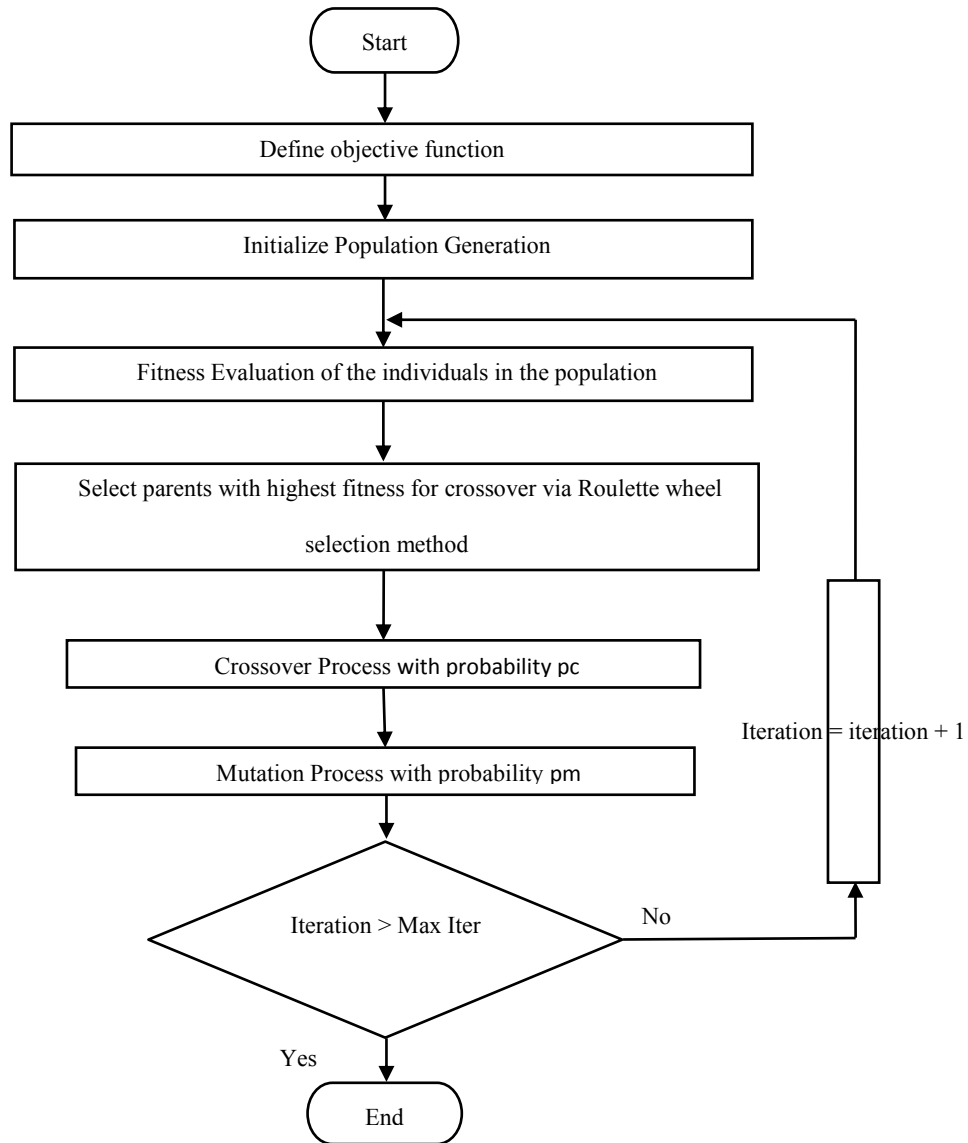 Start
Define objective function
Initialize Population Generation
Fitness Evaluation of the individuals in the population
Select parents with highest fitness for crossover via Roulette wheel
selection method
Crossover Process with probability pc
Mutation Process with probability pm
Iteration > Max Iter
No
Iteration = iteration + 1
Yes
End